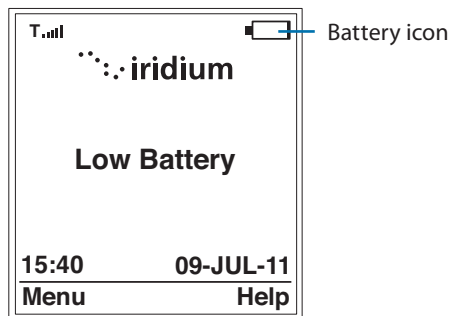 T
Battery icon
iridium
Low Battery
15:40 09-JUL-11
Menu Help